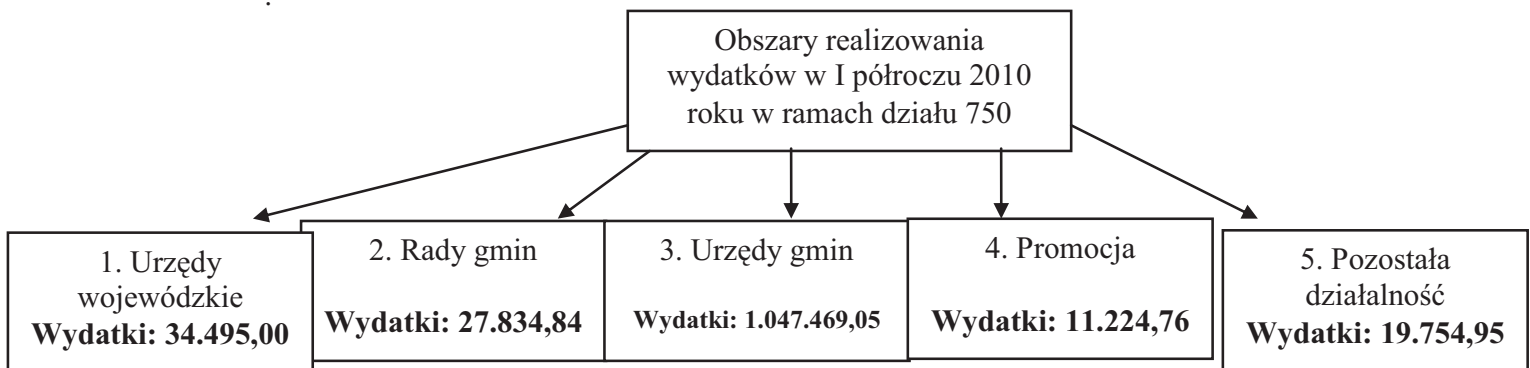 .
Obszary realizowania
wydatków w I półroczu 2010
roku w ramach działu 750
1. Urzędy
wojewódzkie
Wydatki: 34.495,00
2. Rady gmin
Wydatki: 27.834,84
3. Urzędy gmin
Wydatki: 1.047.469,05
4. Promocja
Wydatki: 11.224,76
5. Pozostała
działalność
Wydatki: 19.754,95